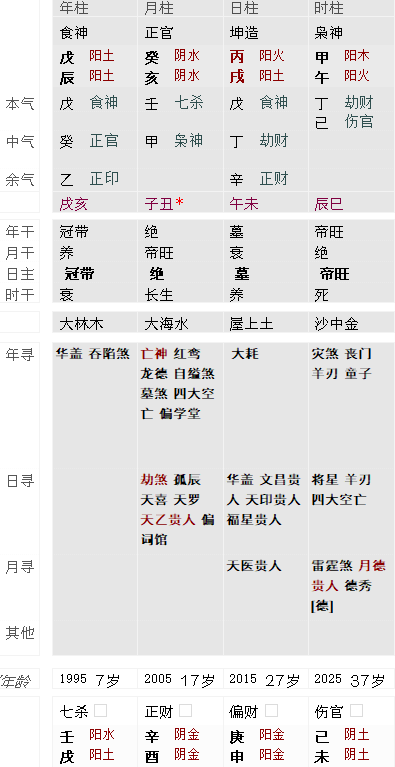 年柱 月柱 日柱 时柱
食神 正官 坤造 枭神
戊 阳土 癸 阴水 丙 阳火 甲 阳木
辰 阳土 亥 阴水 戌 阳土 午 阳火
本气 戊 食神 壬 七杀 戊 食神 丁 劫财
己 伤官
中气 癸 正官 甲 枭神 丁 劫财
余气 乙 正印 辛 正财
戌亥 子丑* 午未 辰巳
年干 冠带 绝 墓 帝旺
月干 养 帝旺 衰 绝
日主 冠带 绝 墓 帝旺
时干 衰 长生 养 死
大林木 大海水 屋上土 沙中金
年寻 华盖 吞陷煞 亡神 红鸾 大耗 灾煞 丧门
龙德 自缢煞 羊刃 童子
墓煞 四大空
亡 偏学堂
日寻 劫煞 孤辰 华盖 文昌贵 将星 羊刃
天喜 天罗 人 天印贵人 四大空亡
天乙贵人 偏 福星贵人
词馆
月寻 天医贵人 雷霆煞 月德
贵人 德秀
[德]
其他
/年龄 1995 7岁 2005 17岁 2015 27岁 2025 37岁
七杀 正财 偏财 伤官
壬 阳水 辛 阴金 庚 阳金 己 阴土
戌 阳土 酉 阴金 申 阳金 未 阴土